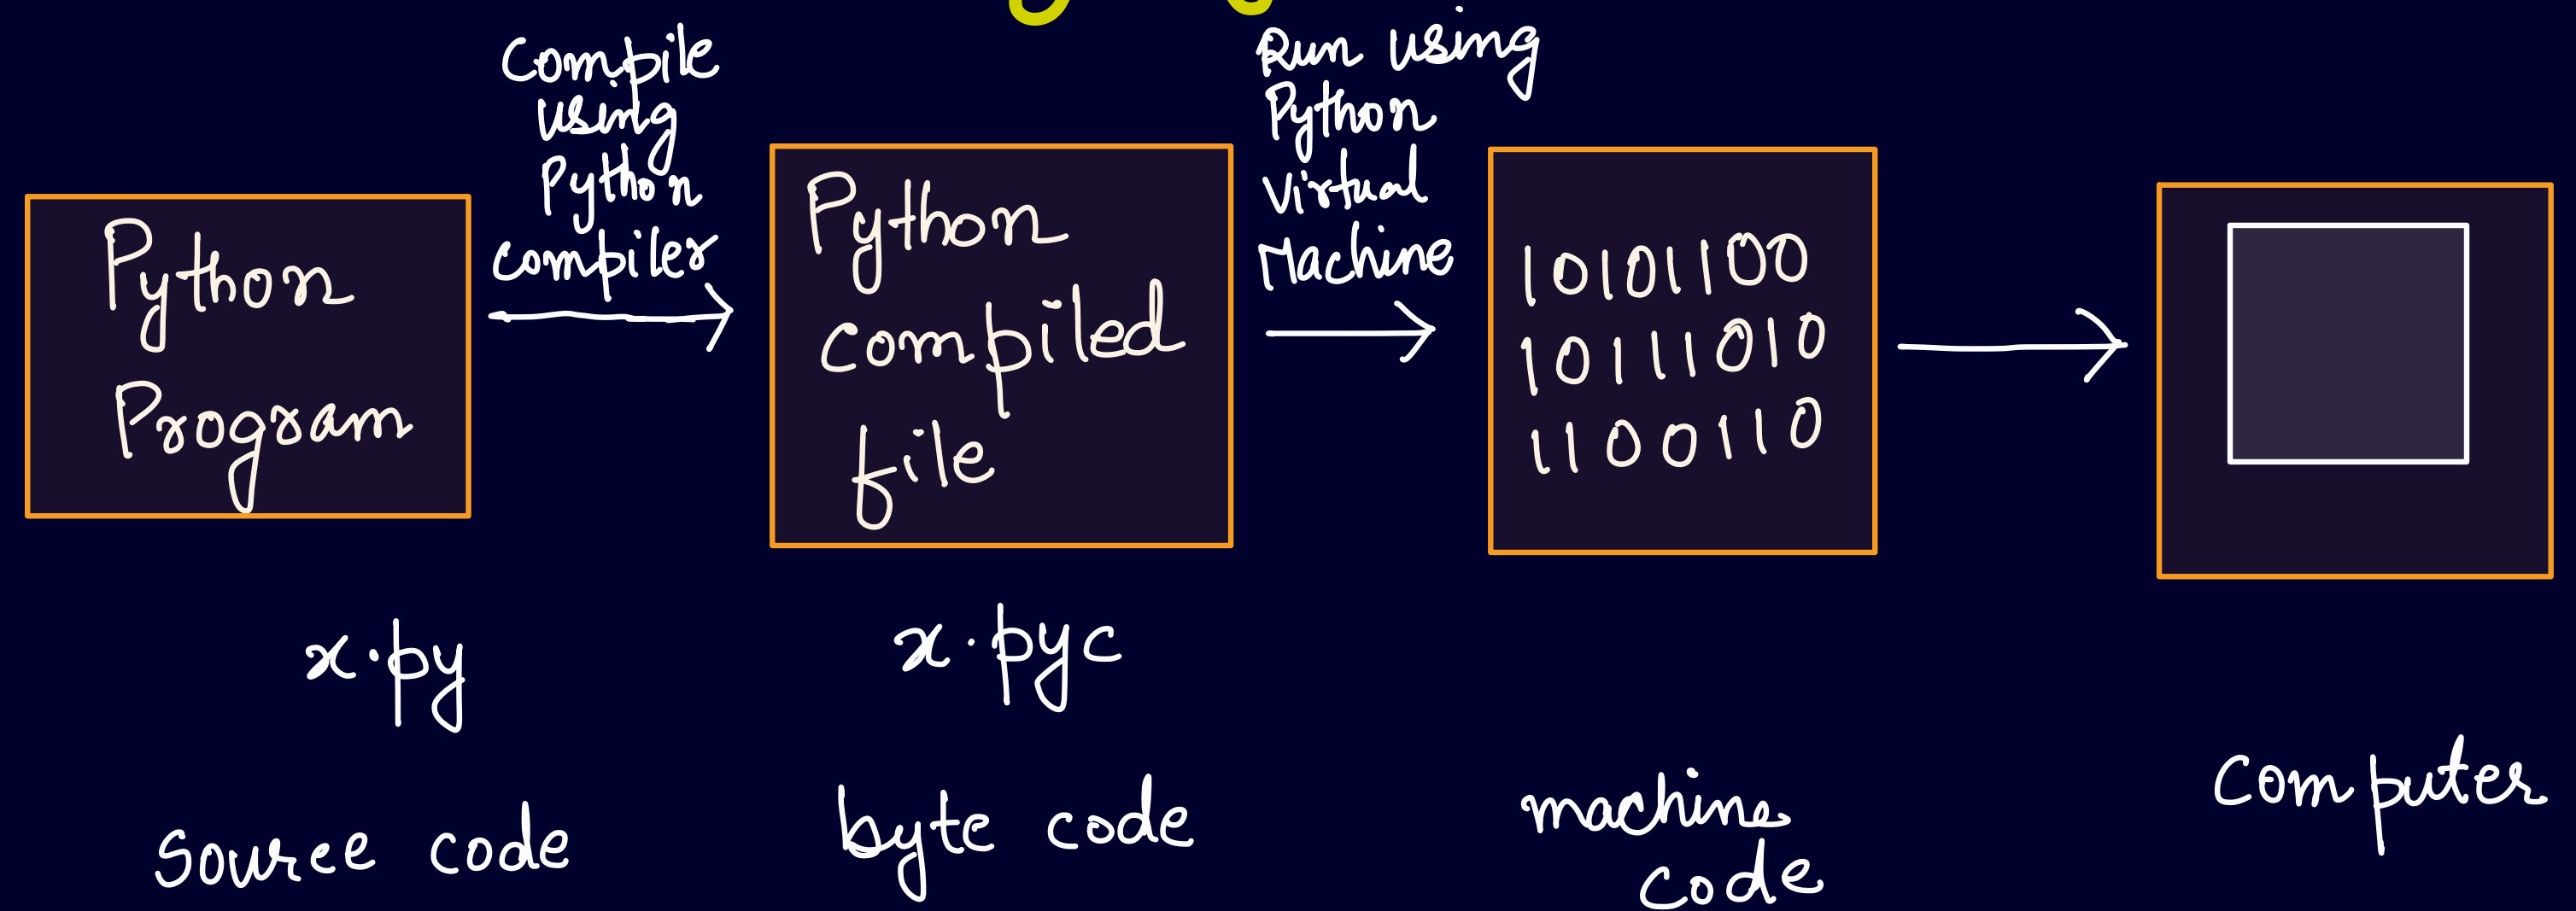 Python
Program
Compile
using
Python
compiler
Python
compiled
file
Run using
Python
Virtual
Machine
10101100
10111010
1100110
x.py
x.pyc
source code
byte code
machine
code
computer